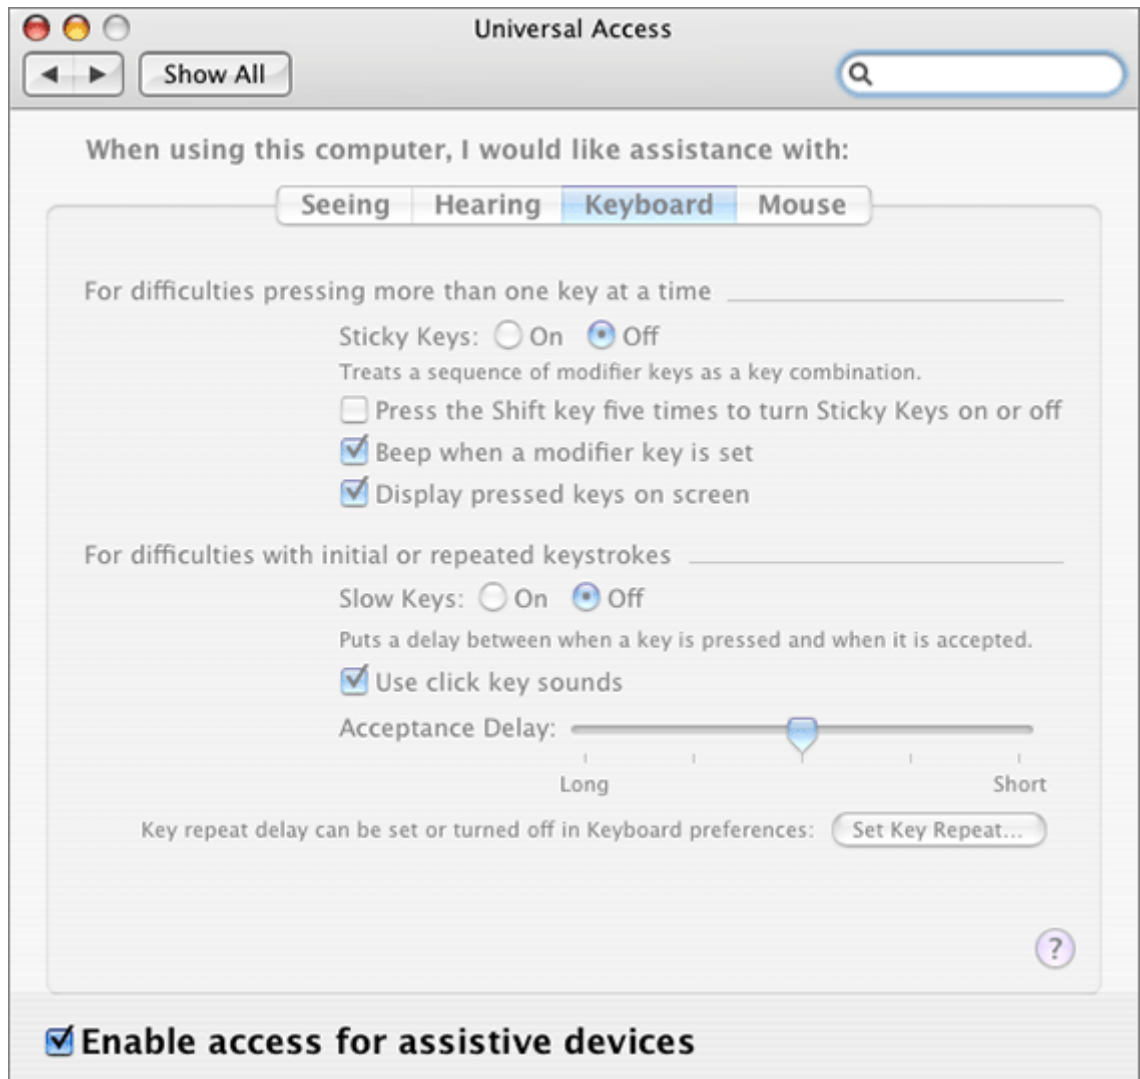 Universal Access
Show All
When using this computer, I would like assistance with:
Seeing Hearing Keyboard Mouse
For difficulties pressing more than one key at a time
Sticky Keys: On Off
Treats a sequence of modifier keys as a key combination.
Press the Shift key five times to turn Sticky Keys on or off
Beep when a modifier key is set
Display pressed keys on screen
For difficulties with initial or repeated keystrokes
Slow Keys: On Off
Puts a delay between when a key is pressed and when it is accepted.
Use click key sounds
Acceptance Delay:
Long Short
Key repeat delay can be set or turned off in Keyboard preferences: Set Key Repeat...
?
Enable access for assistive devices